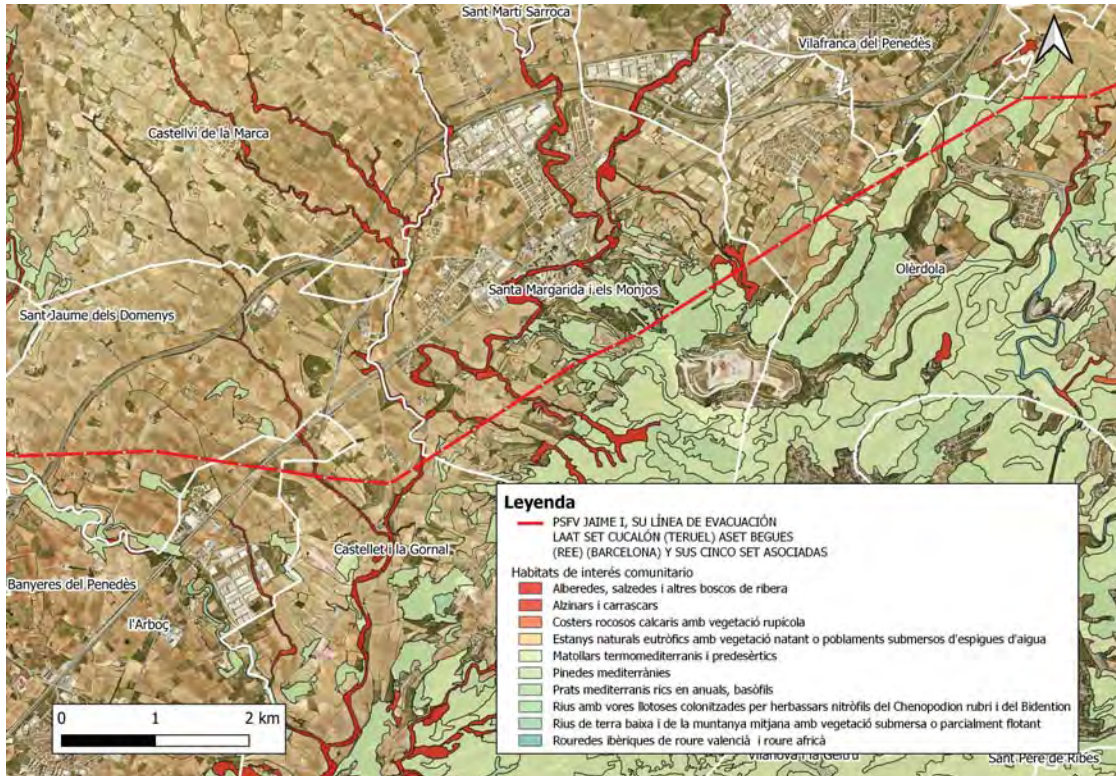 Sant Martí Sarroca
Vilafranca del Penedès
Castellví de la Marca
Olèrdola
Santa Margarida i els Monjos
Sant Jaume dels Domenys
Castellet i la Gornal
Banyeres del Penedès
l'Arboç
Leyenda
PSFV JAIME I, SU LÍNEA DE EVACUACIÓN
LAAT SET CUCALÓN (TERUEL) ASET BEGUES
(REE) (BARCELONA) Y SUS CINCO SET ASOCIADAS
Habitats de interés comunitario
Alberedes, salzedes i altres boscos de ribera
Alzinars i carrascars
Costers rocosos calcaris amb vegetació rupícola
Estanys naturals eutròfics amb vegetació natant o poblaments submersos d'espigues d'aigua
Matollars termomediterranis i predesèrtics
Pinedes mediterrànies
Prats mediterranis rics en anuals, basòfils
Rius amb vores llotoses colonitzades per herbassars nitròfils del Chenopodion rubri i del Bidention
Rius de terra baixa i de la muntanya mitjana amb vegetació submersa o parcialment flotant
Rouredes ibèriques de roure valencià i roure africà
0 1 2 km
Vilanova i la Geltrú
Sant Pere de Ribes